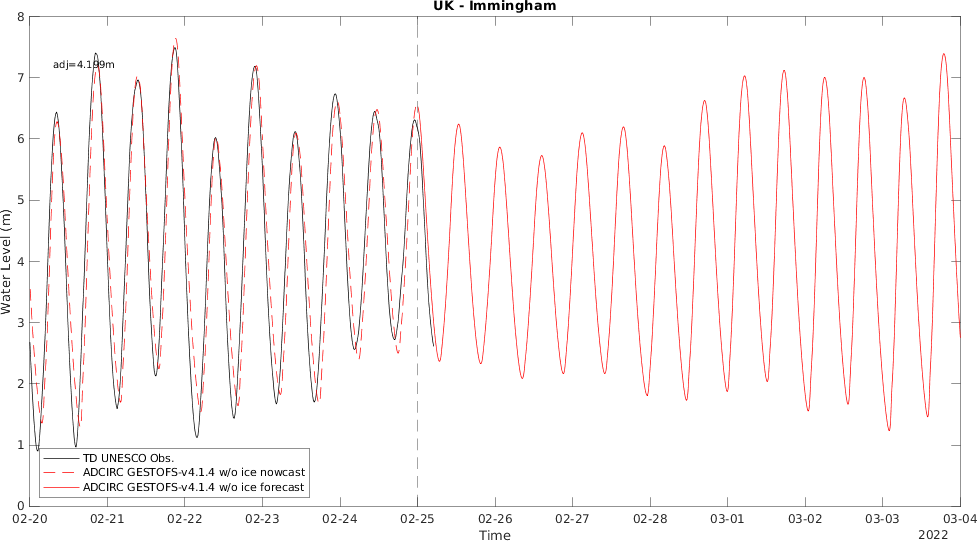 UK - Immingham
8
7
6
5
4
3
2
1
0
Water Level (m)
adj=4.199m
TD UNESCO Obs.
ADCIRC GESTOFS-v4.1.4 w/o ice nowcast
ADCIRC GESTOFS-v4.1.4 w/o ice forecast
02-20 02-21 02-22 02-23 02-24 02-25 02-26 02-27 02-28 03-01 03-02 03-03 03-04
Time
2022